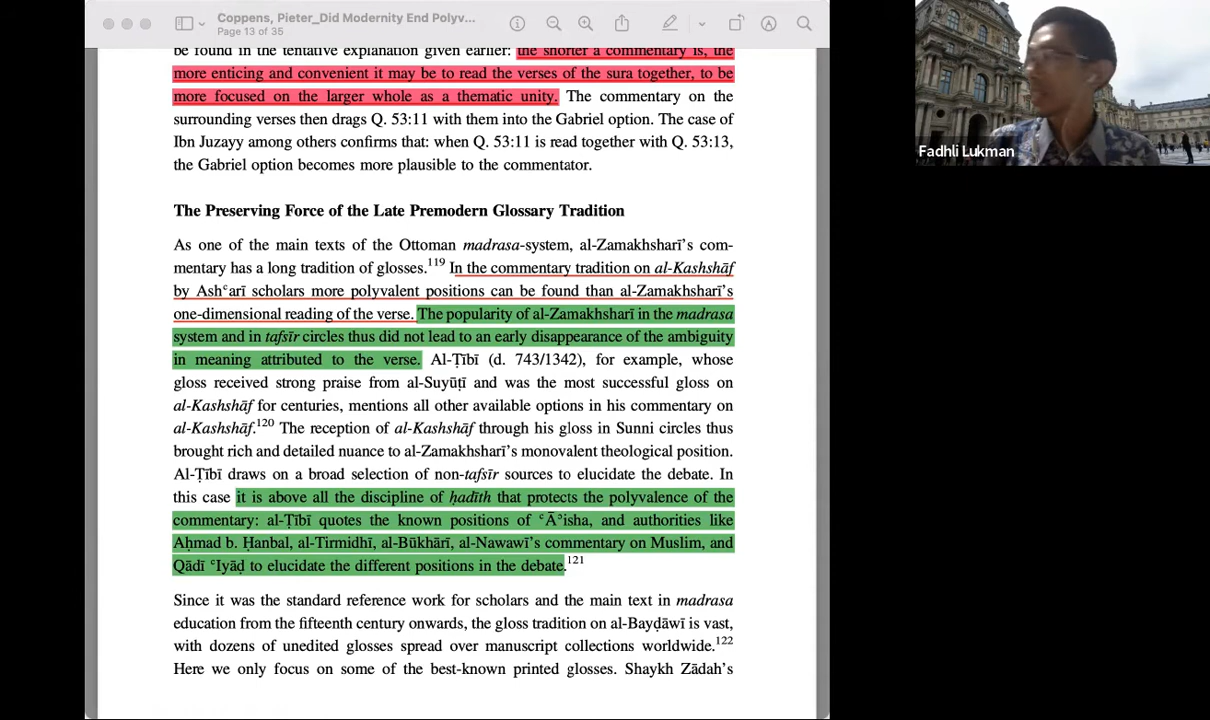 Coppens, Pieter_Did Modernity End Polyv...
Page 13 of 35
be found in the tentative explanation given earlier: the shorter a commentary is, the
more enticing and convenient it may be to read the verses of the sura together, to be
more focused on the larger whole as a thematic unity. The commentary on the
surrounding verses then drags Q. 53:11 with them into the Gabriel option. The case of
Ibn Juzayy among others confirms that: when Q. 53:11 is read together with Q. 53:13,
the Gabriel option becomes more plausible to the commentator.
The Preserving Force of the Late Premodern Glossary Tradition
As one of the main texts of the Ottoman madrasa-system, al-Zamakhsharī's com-
mentary has a long tradition of glosses.119 In the commentary tradition on al-Kashshāf
by Ashʿarī scholars more polyvalent positions can be found than al-Zamakhsharī's
one-dimensional reading of the verse. The popularity of al-Zamakhsharī in the madrasa
system and in tafsīr circles thus did not lead to an early disappearance of the ambiguity
in meaning attributed to the verse. Al-Ṭībī (d. 743/1342), for example, whose
gloss received strong praise from al-Suyūṭī and was the most successful gloss on
al-Kashshāf for centuries, mentions all other available options in his commentary on
al-Kashshāf.120 The reception of al-Kashshāf through his gloss in Sunni circles thus
brought rich and detailed nuance to al-Zamakhsharī's monovalent theological position.
Al-Ṭībī draws on a broad selection of non-tafsīr sources to elucidate the debate. In
this case it is above all the discipline of ḥadīth that protects the polyvalence of the
commentary: al-Ṭībī quotes the known positions of ʿĀʾisha, and authorities like
Aḥmad b. Ḥanbal, al-Tirmidhī, al-Būkhārī, al-Nawawī's commentary on Muslim, and
Qāḍī ʿIyāḍ to elucidate the different positions in the debate.121
Since it was the standard reference work for scholars and the main text in madrasa
education from the fifteenth century onwards, the gloss tradition on al-Bayḍāwī is vast,
with dozens of unedited glosses spread over manuscript collections worldwide.122
Here we only focus on some of the best-known printed glosses. Shaykh Zādah's
Fadhli Lukman